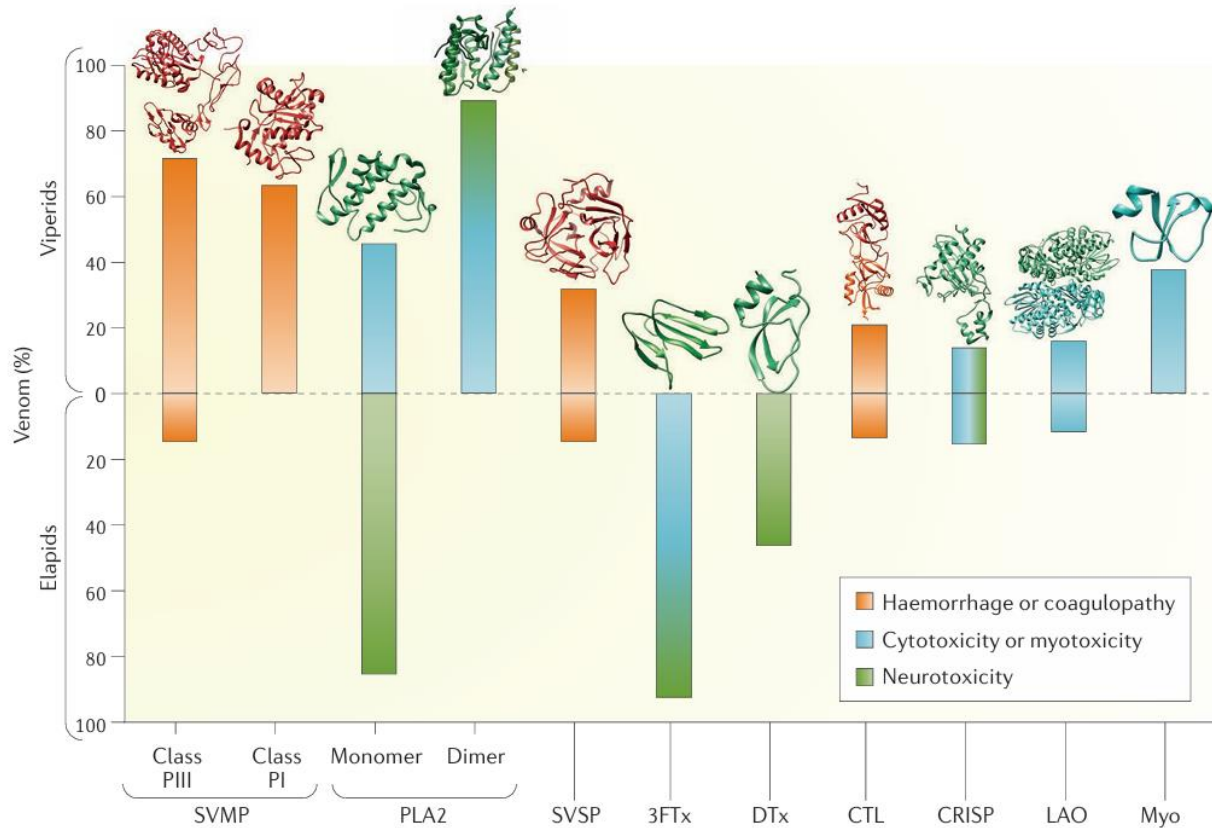 100
80
60
40
20
0
20
40
60
80
100
Venom (%)
Viperids
Elapids
Haemorrhage or coagulopathy
Cytotoxicity or myotoxicity
Neurotoxicity
Class
PIII
Class
PI
Monomer
Dimer
SVMP
PLA2
SVSP
3FTx
DTx
CTL
CRISP
LAO
Myo